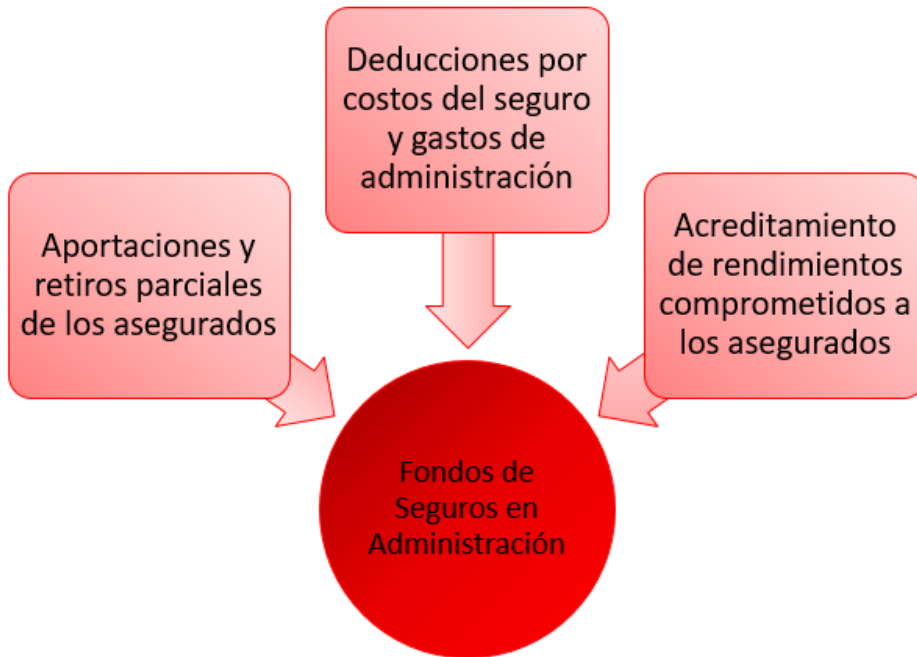 Deducciones por
costos del seguro
y gastos de
administración
Aportaciones y
retiros parciales
de los asegurados
Acreditamiento
de rendimientos
comprometidos a
los asegurados
Fondos de
Seguros en
Administración